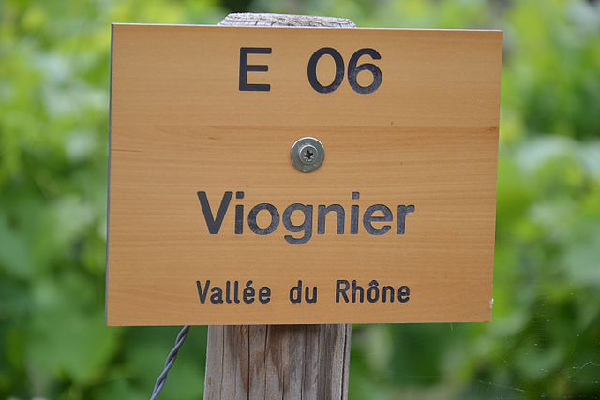 E 06
Viognier
Vallée du Rhône